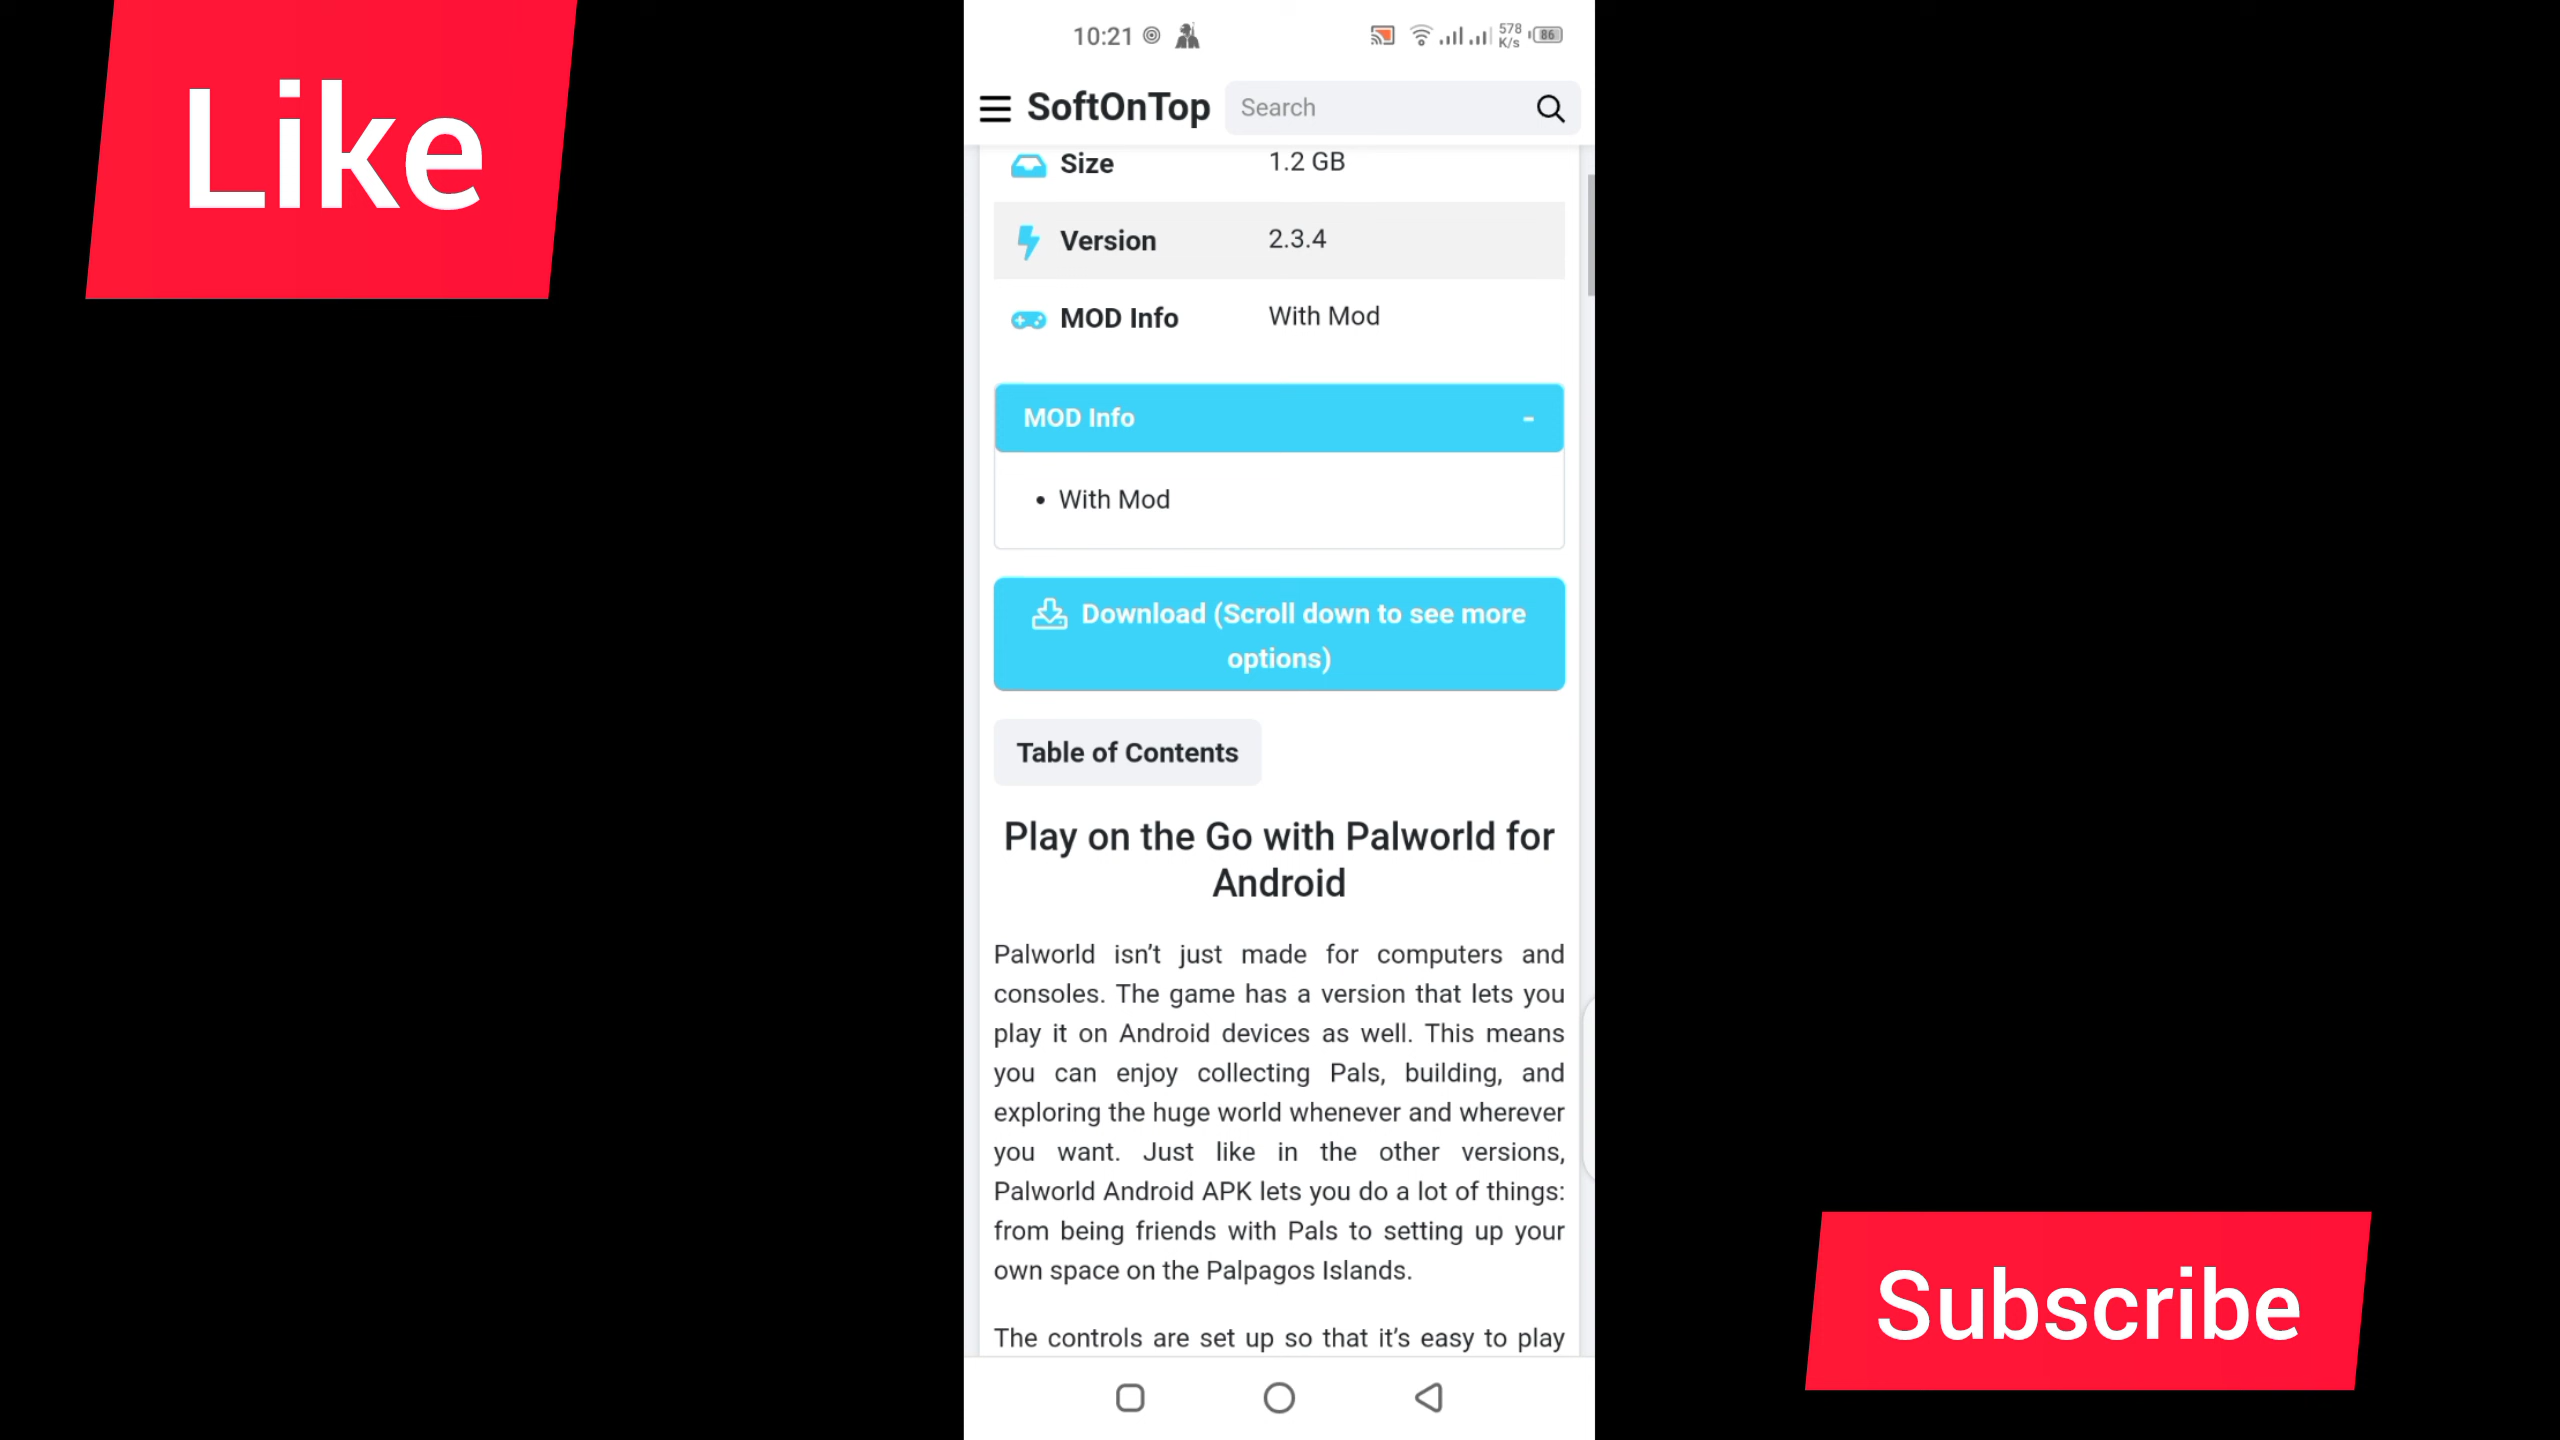 Like
10:21
578
K/s
86
SoftOnTop
Search
Size 1.2 GB
Version 2.3.4
MOD Info With Mod
MOD Info -
• With Mod
Download (Scroll down to see more
options)
Table of Contents
Play on the Go with Palworld for
Android
Palworld isn’t just made for computers and
consoles. The game has a version that lets you
play it on Android devices as well. This means
you can enjoy collecting Pals, building, and
exploring the huge world whenever and wherever
you want. Just like in the other versions,
Palworld Android APK lets you do a lot of things:
from being friends with Pals to setting up your
own space on the Palpagos Islands.
The controls are set up so that it’s easy to play
Subscribe